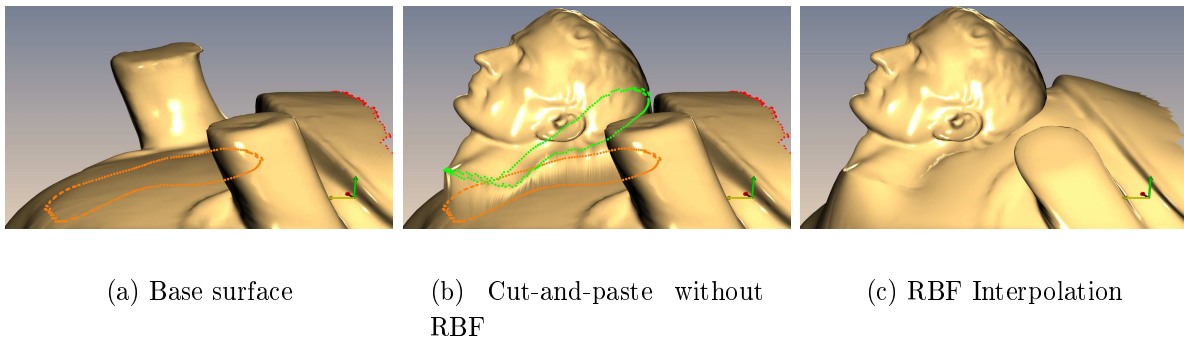 (a) Base surface
(b) Cut-and-paste without
RBF
(c) RBF Interpolation